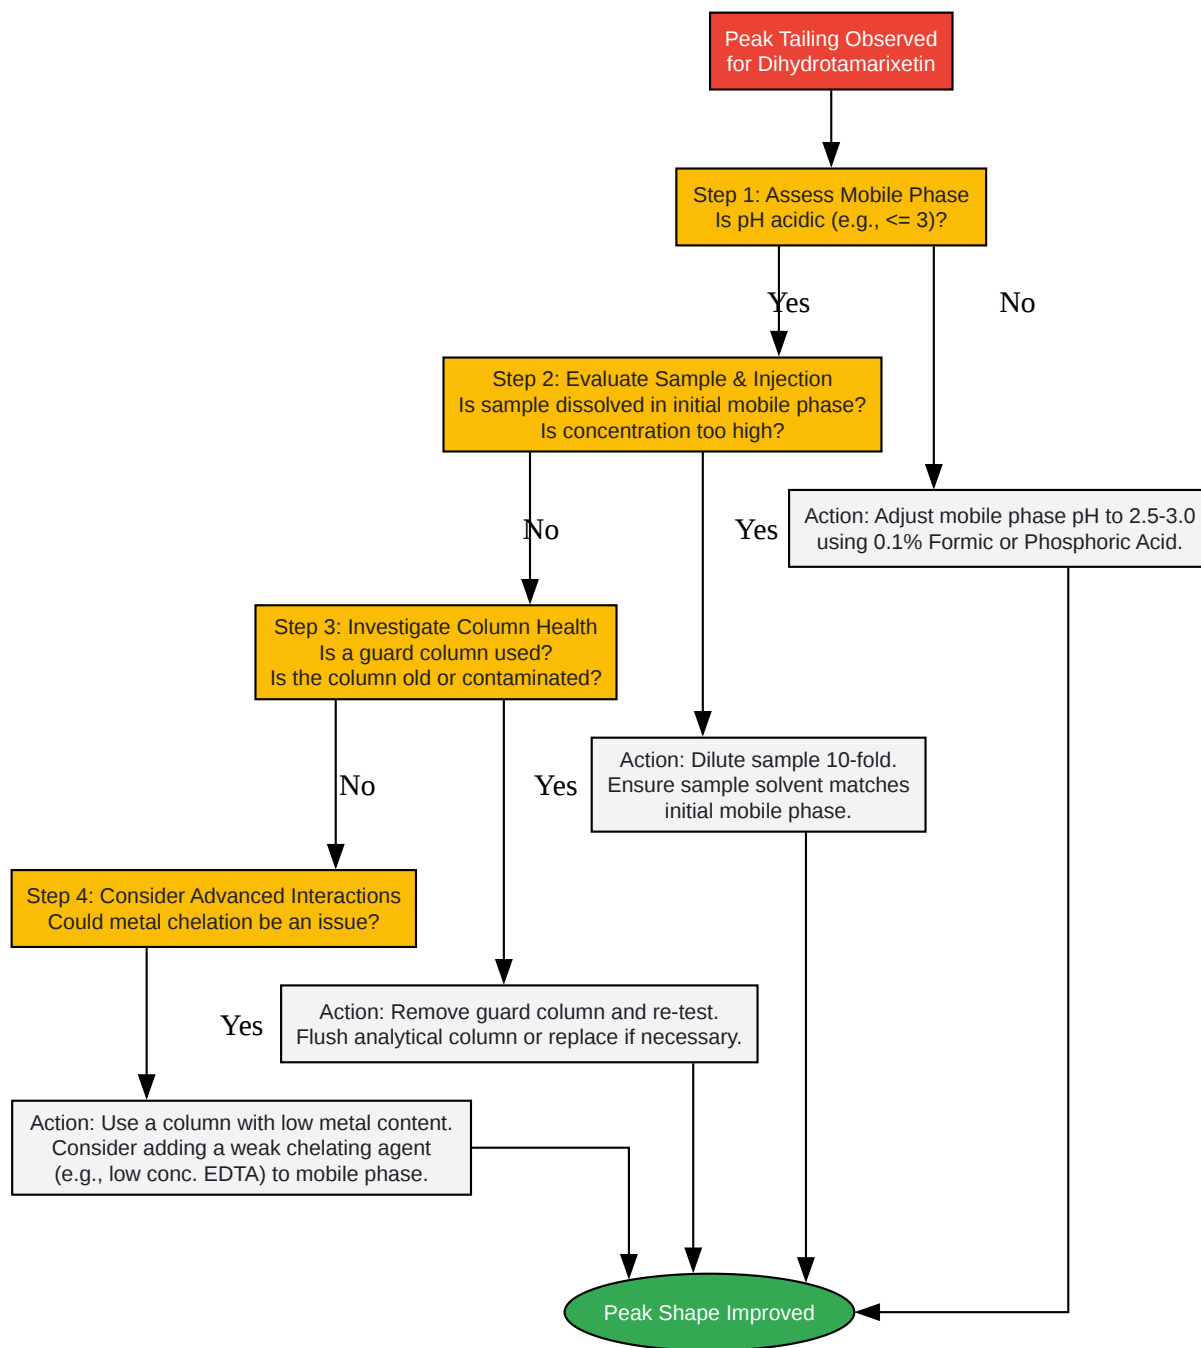 Peak Tailing Observed
for Dihydrotamarixetin
Step 1: Assess Mobile Phase
Is pH acidic (e.g., <= 3)?
Yes
No
Step 2: Evaluate Sample & Injection
Is sample dissolved in initial mobile phase?
Is concentration too high?
Action: Adjust mobile phase pH to 2.5-3.0
using 0.1% Formic or Phosphoric Acid.
No
Yes
Step 3: Investigate Column Health
Is a guard column used?
Is the column old or contaminated?
Action: Dilute sample 10-fold.
Ensure sample solvent matches
initial mobile phase.
No
Yes
Step 4: Consider Advanced Interactions
Could metal chelation be an issue?
Action: Remove guard column and re-test.
Flush analytical column or replace if necessary.
Yes
Action: Use a column with low metal content.
Consider adding a weak chelating agent
(e.g., low conc. EDTA) to mobile phase.
Peak Shape Improved